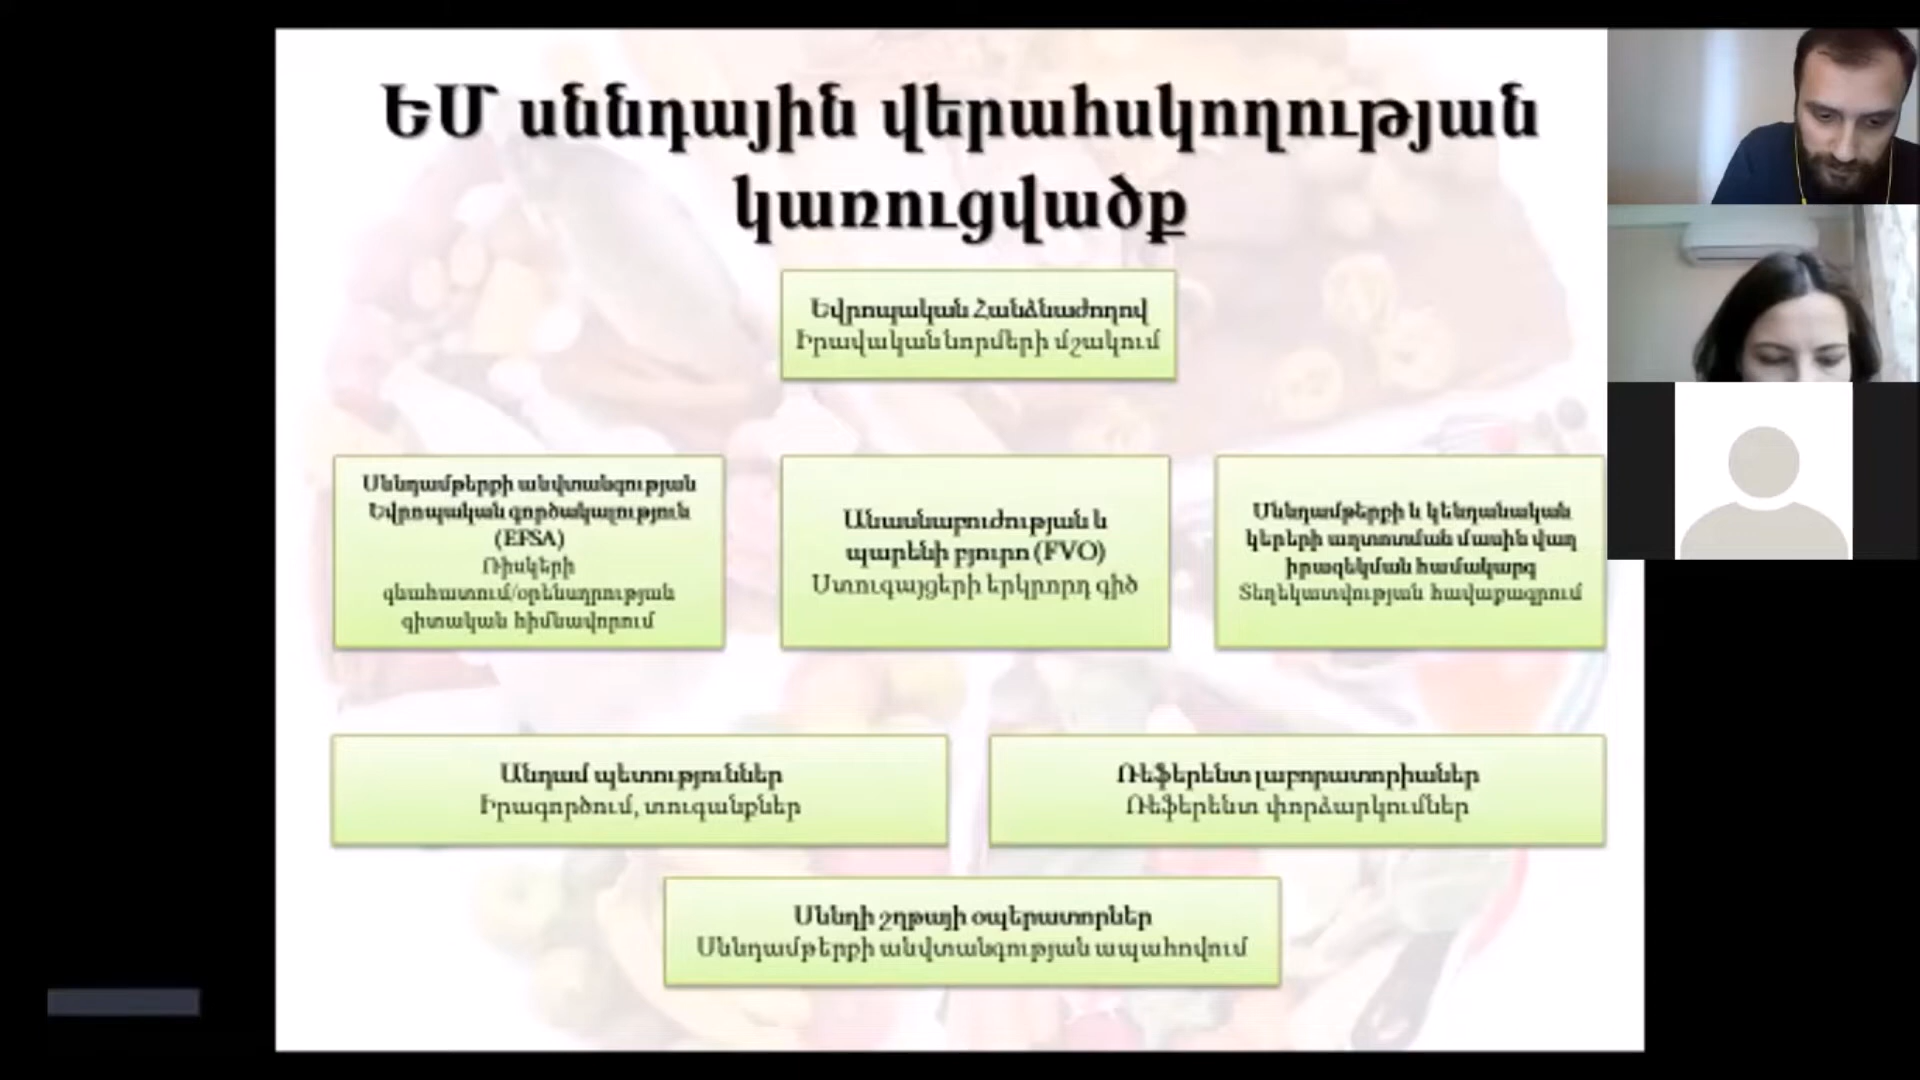 ԵՄ սննդային վերահսկողության
կառուցվածք
Եվրոպական Հանձնաժողով
Իրավական նորմերի մշակում
Սննդամթերքի անվտանգության
Եվրոպական գործակալություն
(EFSA)
Ռիսկերի
գնահատում/օրենսդրության
գիտական հիմնավորում
Անասնաբուժության և
պարենի բյուրո (FVO)
Ստուգայցերի երկրորդ գիծ
Սննդամթերքի և կենդանական
կերերի աղտոտման մասին վաղ
իրազեկման համակարգ
Տեղեկատվության հավաքագրում
Անդամ պետություններ
Իրագործում, տուգանքներ
Ռեֆերենտ լաբորատորիաներ
Ռեֆերենտ փորձարկումներ
Սննդի շղթայի օպերատորներ
Սննդամթերքի անվտանգության ապահովում